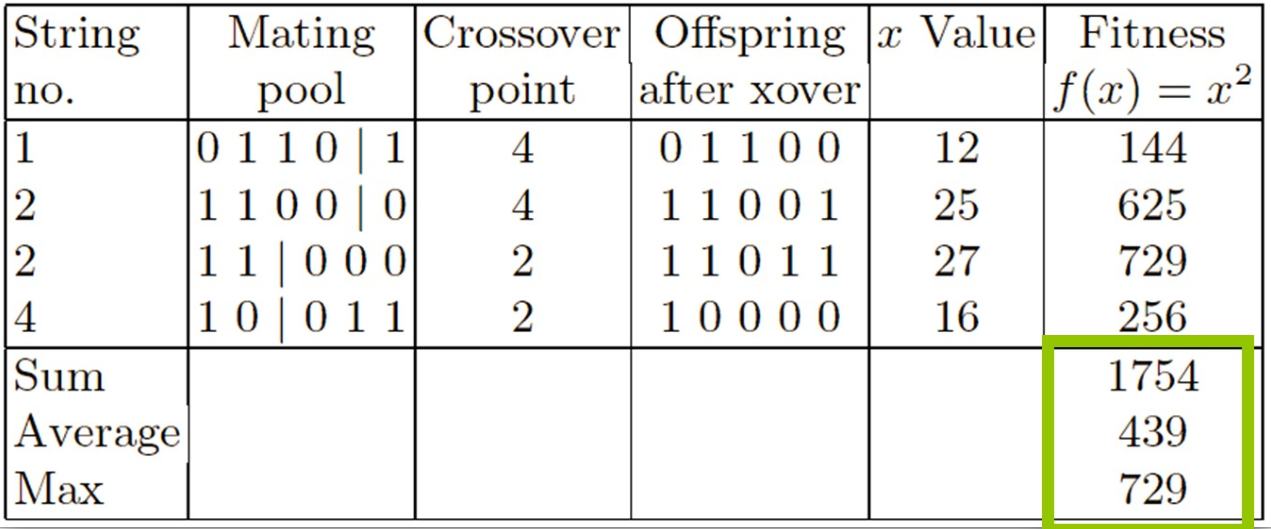 String Mating Crossover Offspring x Value Fitness
no. pool point after xover f(x) = x²
1 0 1 1 0 | 1 4 0 1 1 0 0 12 144
2 1 1 0 0 | 0 4 1 1 0 0 1 25 625
2 1 1 | 0 0 0 2 1 1 0 1 1 27 729
4 1 0 | 0 1 1 2 1 0 0 0 0 16 256
Sum 1754
Average 439
Max 729